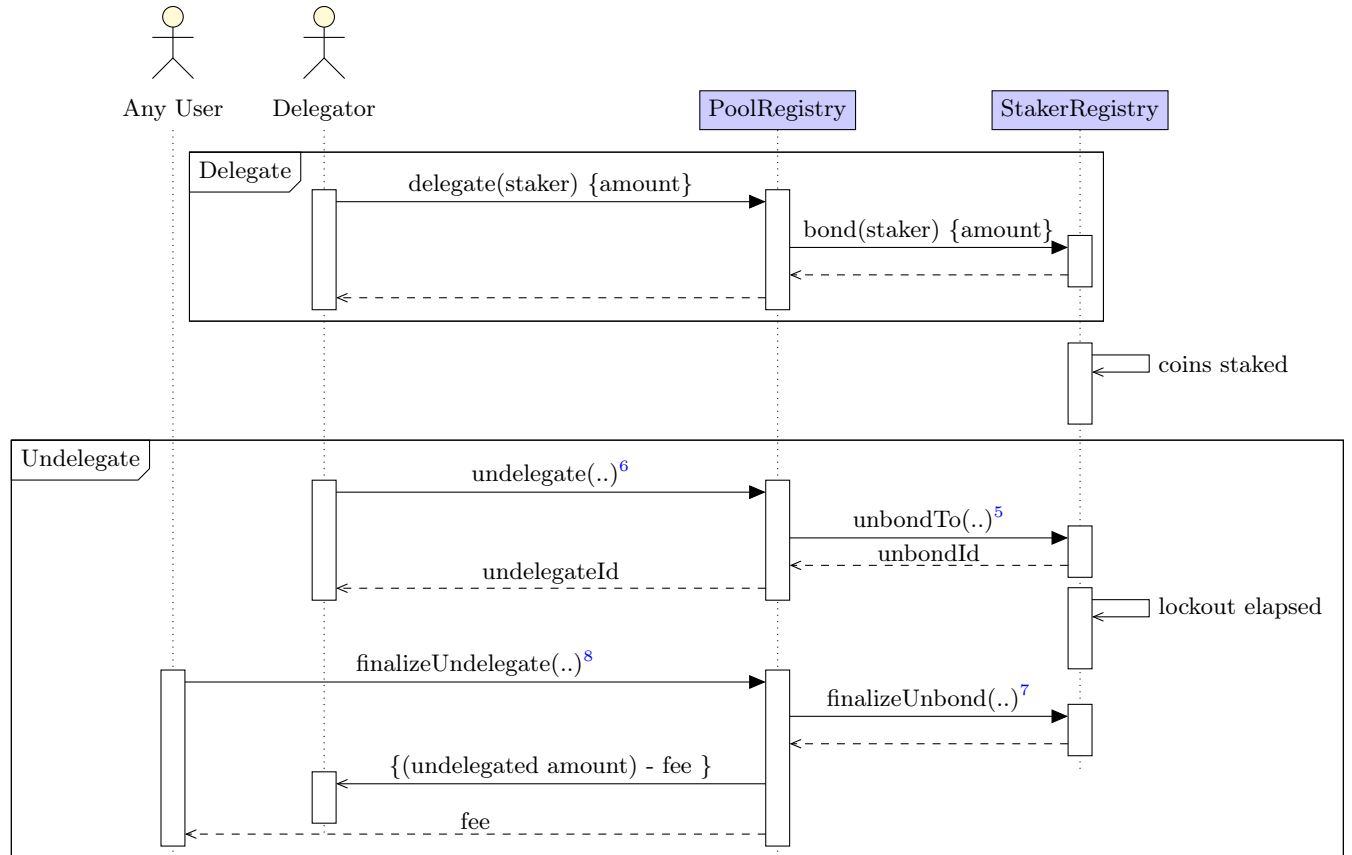 Any User
Delegator
PoolRegistry
StakerRegistry
Delegate
delegate(staker) {amount}
bond(staker) {amount}
coins staked
Undelegate
undelegate(..)6
unbondTo(..)5
unbondId
undelegateId
lockout elapsed
finalizeUndelegate(..)8
finalizeUnbond(..)7
{(undelegated amount) - fee }
fee